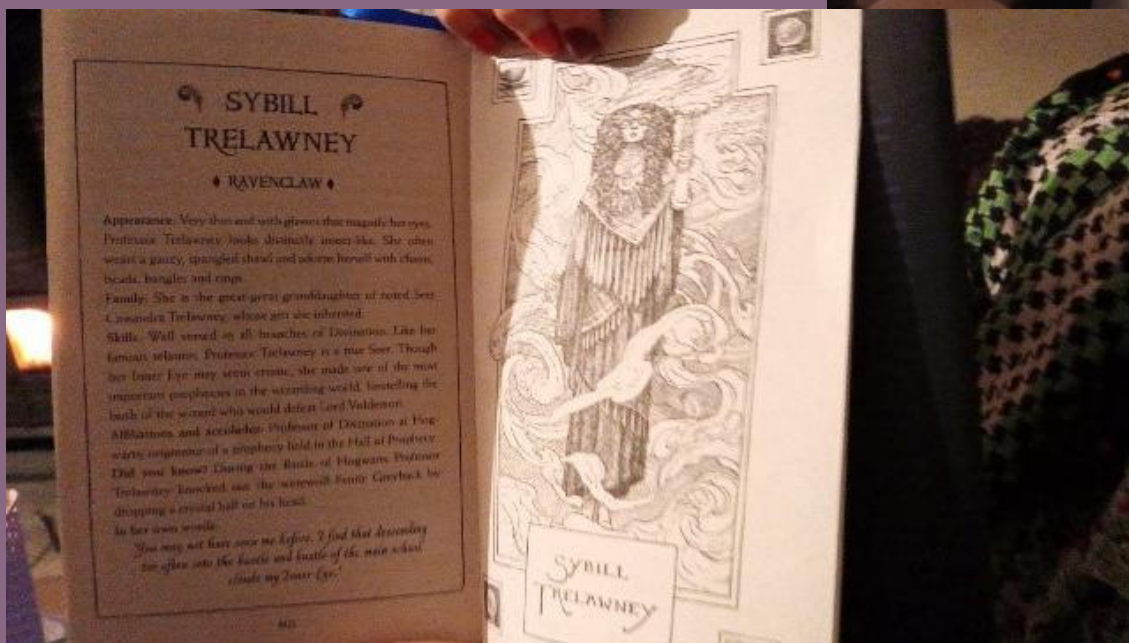 SYBILL
TRELAWNEY
RAVENCLAW
Appearance: Very thin and with glasses that magnify her eyes,
Professor Trelawney looks distinctly insect-like. She often
wears a gauzy, spangled shawl and adorns herself with chains,
beads, bangles and rings.
Family: She is the great-great-granddaughter of noted Seer
Cassandra Trelawney, whose gift she inherited.
Skills: Well versed in all branches of Divination. Like her
famous relative, Professor Trelawney is a true Seer. Though
her Inner Eye may seem erratic, she made one of the most
important prophecies in the wizarding world, foretelling the
birth of the wizard who would defeat Lord Voldemort.
Affiliations and accolades: Professor of Divination at Hog-
warts, originator of a prophecy held in the Hall of Prophecy.
Did you know? During the Battle of Hogwarts Professor
Trelawney knocked out the werewolf Fenrir Greyback by
dropping a crystal ball on his head.
In her own words:
'You may not have seen me before. I find that descending
too often into the hustle and bustle of the main school
clouds my Inner Eye.'
SYBILL
TRELAWNEY